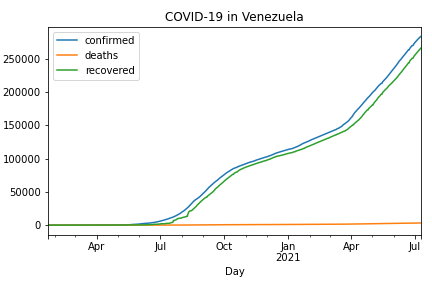 COVID-19 in Venezuela
confirmed
deaths
recovered
250000
200000
150000
100000
50000
0
Apr Jul Oct Jan Apr Jul
2021
Day